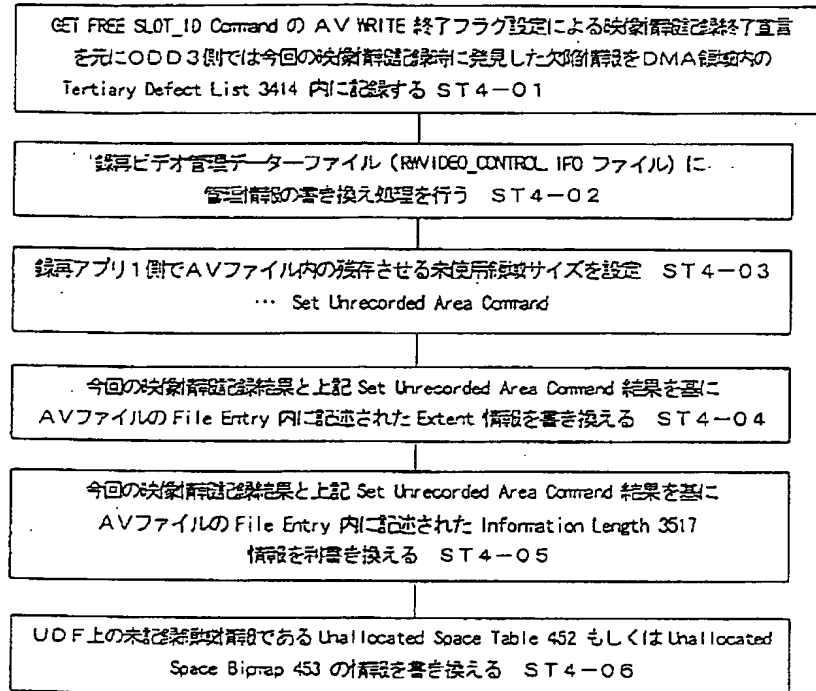 GET FREE SLOT_ID Command の ＡＶ WRITE 終了フラグ設定による映像情報記録終了宣言
を元にＯＤＤ３側では今回の映像情報記録時に発見した欠陥情報をＤＭＡ領域内の
Tertiary Defect List 3414 内に記録する ＳＴ４－０１
録再ビデオ管理データーファイル（RWVIDEO_CONTROL. IFO ファイル）に
管理情報の書き換え処理を行う ＳＴ４－０２
録再アプリ１側でＡＶファイル内の残存させる未使用領域サイズを設定 ＳＴ４－０３
… Set Unrecorded Area Command
今回の映像情報記録結果と上記 Set Unrecorded Area Command 結果を基に
ＡＶファイルの File Entry 内に記述された Extent 情報を書き換える ＳＴ４－０４
今回の映像情報記録結果と上記 Set Unrecorded Area Command 結果を基に
ＡＶファイルの File Entry 内に記述された Information Length 3517
情報を利書き換える ＳＴ４－０５
ＵＤＦ上の未記録領域情報である Unallocated Space Table 452 もしくは Unallocated
Space Bigmap 453 の情報を書き換える ＳＴ４－０６